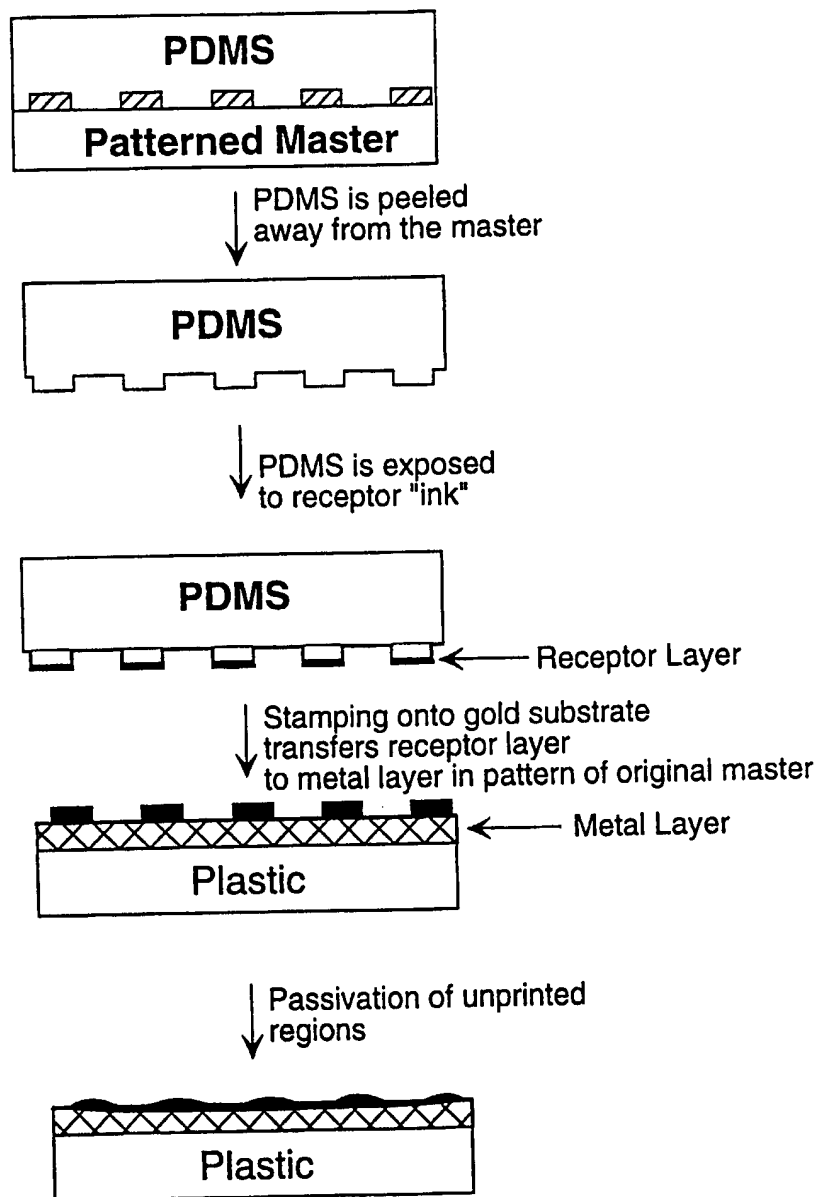 PDMS
Patterned Master
PDMS is peeled
away from the master
PDMS
PDMS is exposed
to receptor "ink"
PDMS
Receptor Layer
Stamping onto gold substrate
transfers receptor layer
to metal layer in pattern of original master
Metal Layer
Plastic
Passivation of unprinted
regions
Plastic